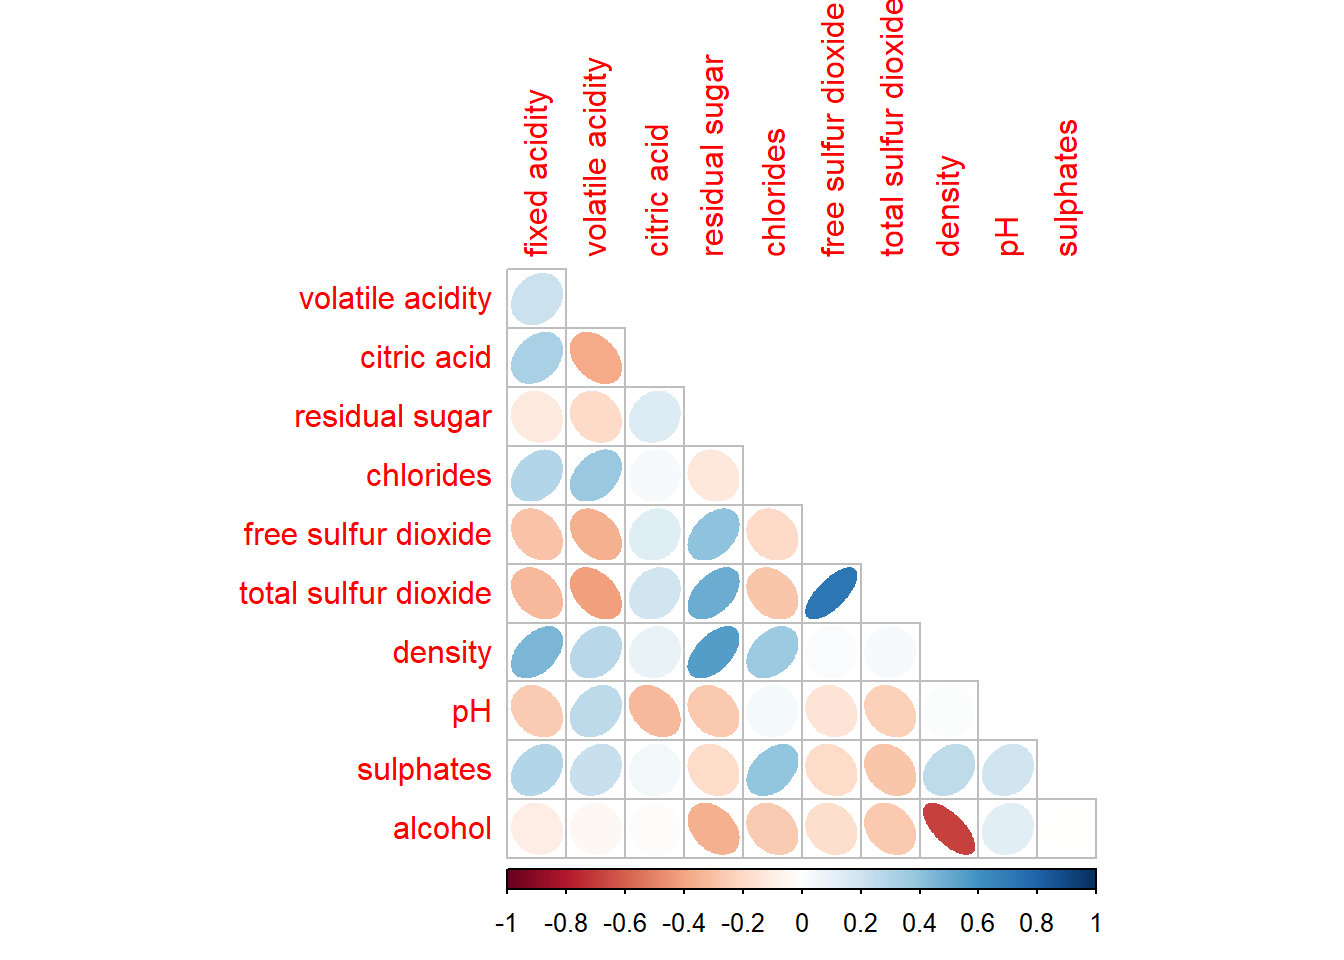 fixed acidity
volatile acidity
citric acid
residual sugar
chlorides
free sulfur dioxide
total sulfur dioxide
density
pH
sulphates
volatile acidity
citric acid
residual sugar
chlorides
free sulfur dioxide
total sulfur dioxide
density
pH
sulphates
alcohol
-1 -0.8 -0.6 -0.4 -0.2 0 0.2 0.4 0.6 0.8 1